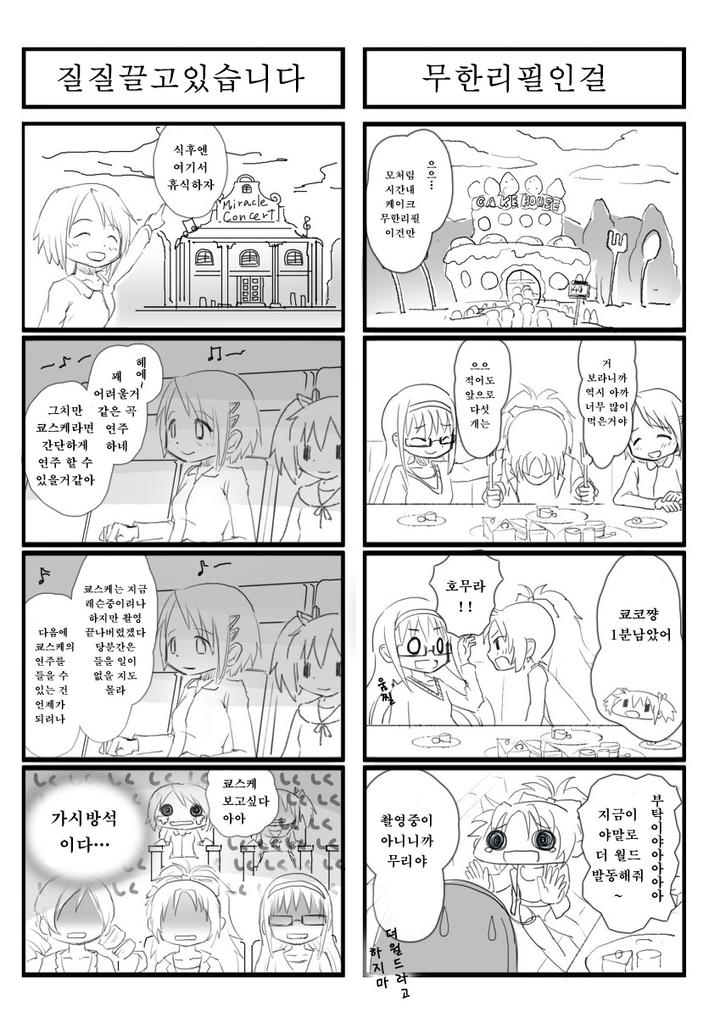 무한리필인걸
으으…
모처럼
시간내
케이크
무한리필
이건만
CAKE HOUSE
거
보라니까
역시 아까
너무 많이
먹은거야
으으
적어도
앞으로
다섯
개는
쿄코쨩
1분남았어
호무라
!!
움찔
부탁이야아아아아아
지금이
야말로
더 월드
발동해줘
~
촬영중이
아니니까
무리야
더월드라고
하지마
질질끌고있습니다
식후엔
여기서
휴식하자
Miracle
Concert
헤에~
꽤
어려울거
같은 곡
연주
하네
그치만
쿄스케라면
간단하게
연주 할 수
있을거같아
쿄스케는 지금
레슨중이려나
하지만 촬영
끝나버렸겠다
당분간은
들을 일이
없을 지도
몰라
다음에
쿄스케의
연주를
들을 수
있는 건
언제가
되려나
쿄스케
보고싶다
아아
가시방석
이다…